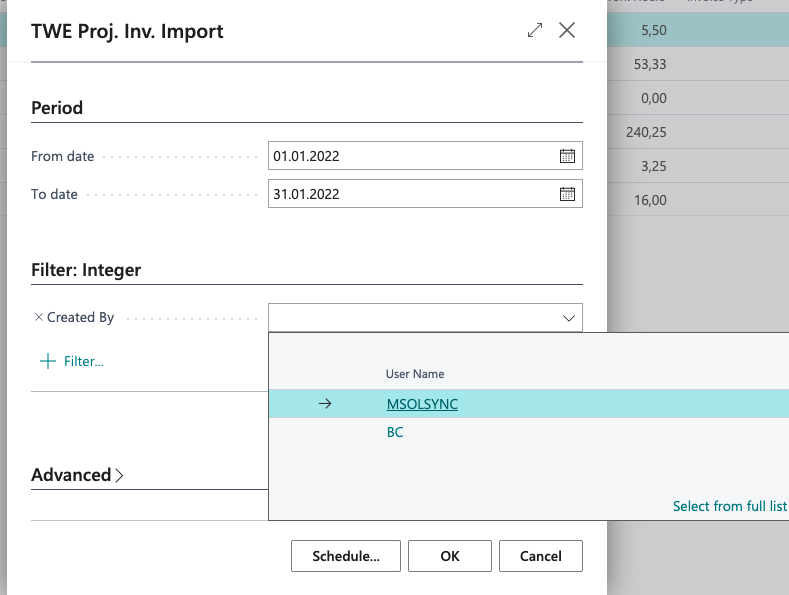 TWE Proj. Inv. Import
Invoice Type
5,50
53,33
0,00
240,25
3,25
16,00
Period
From date 01.01.2022
To date 31.01.2022
Filter: Integer
Created By
Filter...
User Name
MSOLSYNC
BC
Select from full list
Advanced
Schedule...
OK
Cancel